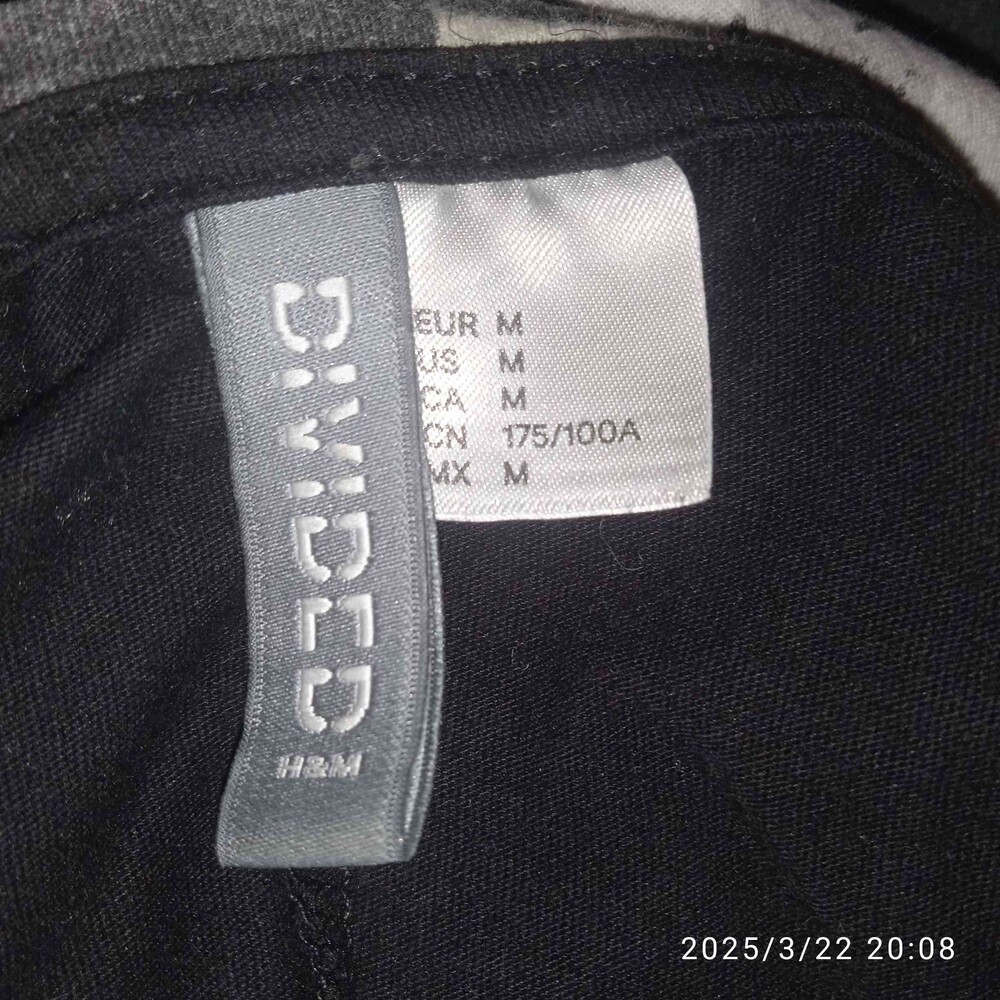 DIVIDED
H&M
EUR M
US M
CA M
CN 175/100A
MX M
2025/3/22 20:08